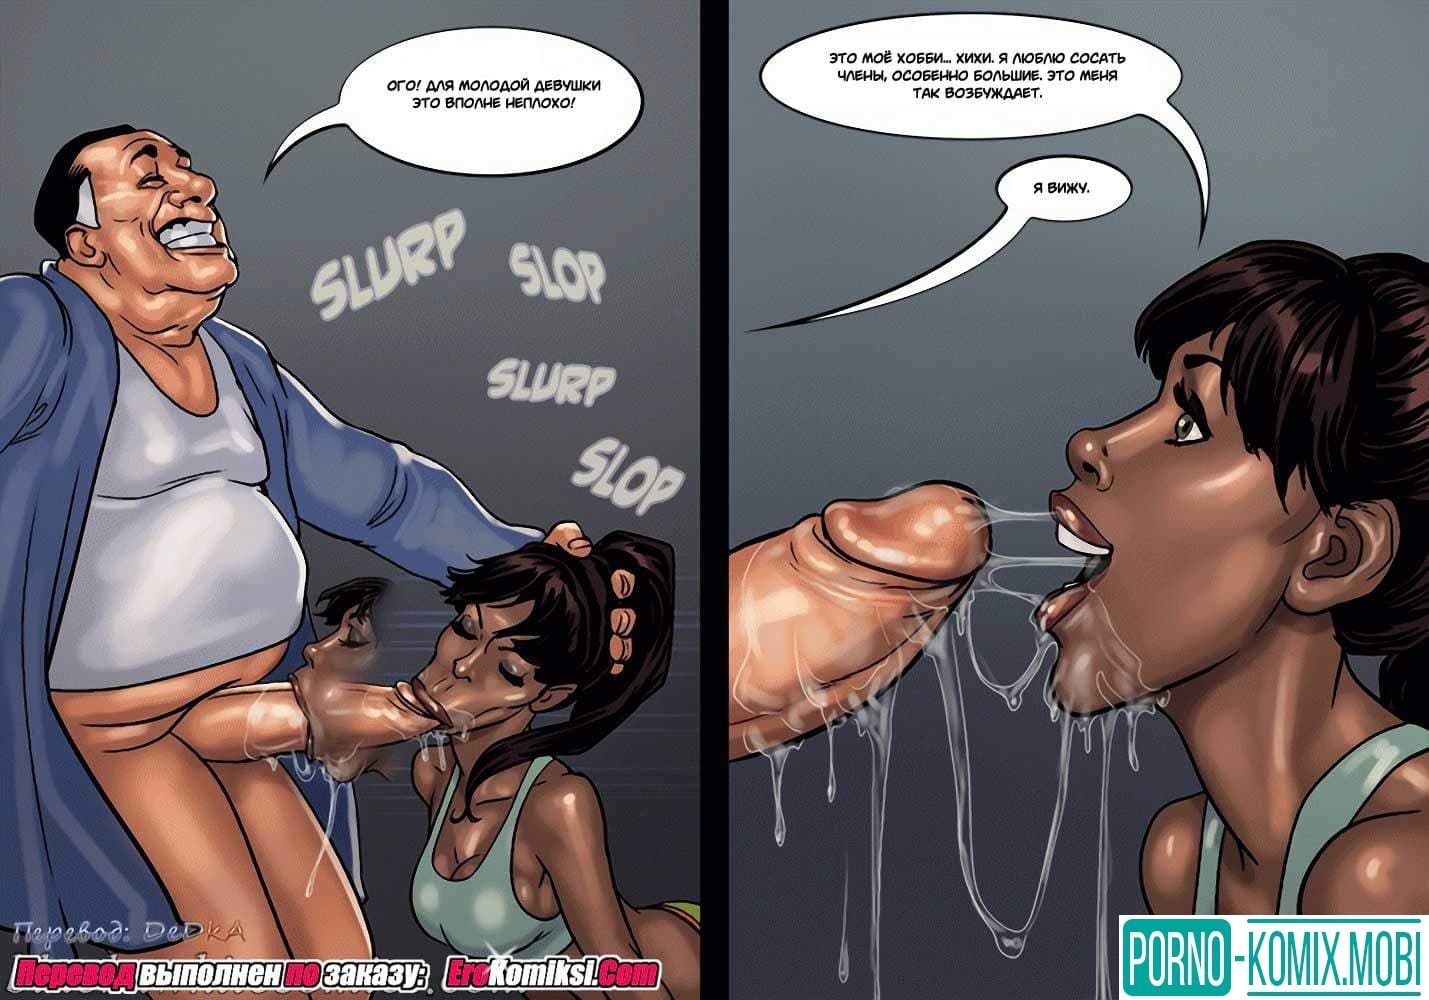 ОГО! ДЛЯ МОЛОДОЙ ДЕВУШКИ
ЭТО ВПОЛНЕ НЕПЛОХО!
SLURP
SLOP
SLURP
SLOP
ЭТО МОЁ ХОББИ... ХИХИ. Я ЛЮБЛЮ СОСАТЬ
ЧЛЕНЫ, ОСОБЕННО БОЛЬШИЕ. ЭТО МЕНЯ
ТАК ВОЗБУЖДАЕТ.
Я ВИЖУ.
Перевод: DeDkA
Перевод выполнен по заказу: EroKomiksi.Com
PORNO-KOMIX.MOBI